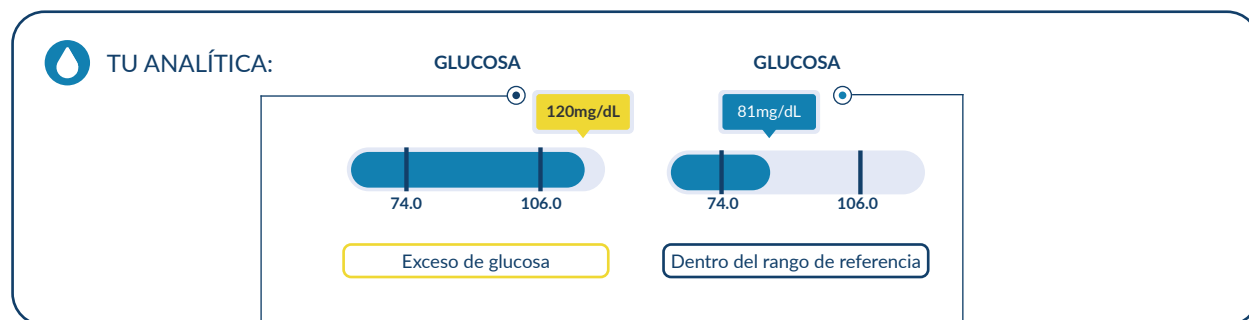 TU ANALÍTICA:
GLUCOSA
120mg/dL
74.0
106.0
Exceso de glucosa
GLUCOSA
81mg/dL
74.0
106.0
Dentro del rango de referencia